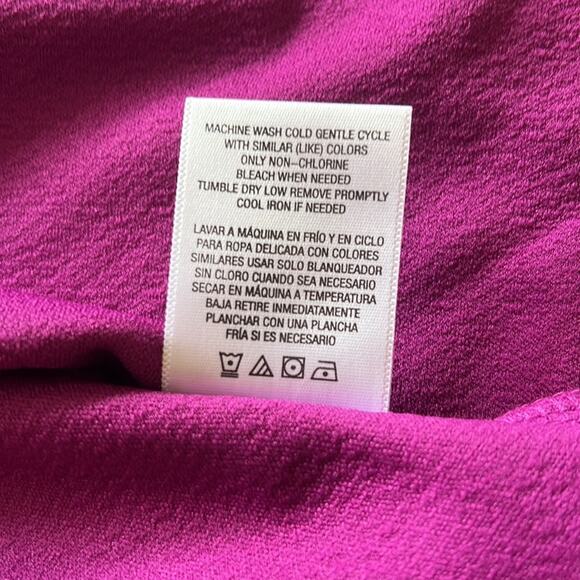 MACHINE WASH COLD GENTLE CYCLE
WITH SIMILAR (LIKE) COLORS
ONLY NON-CHLORINE
BLEACH WHEN NEEDED
TUMBLE DRY LOW REMOVE PROMPTLY
COOL IRON IF NEEDED
LAVAR A MÁQUINA EN FRÍO Y EN CICLO
PARA ROPA DELICADA CON COLORES
SIMILARES USAR SOLO BLANQUEADOR
SIN CLORO CUANDO SEA NECESARIO
SECAR EN MÁQUINA A TEMPERATURA
BAJA RETIRE INMEDIATAMENTE
PLANCHAR CON UNA PLANCHA
FRÍA SI ES NECESARIO